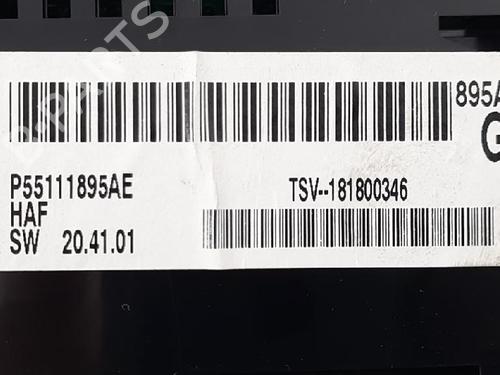 895A
G
P55111895AE
TSV--181800346
HAF
SW 20.41.01